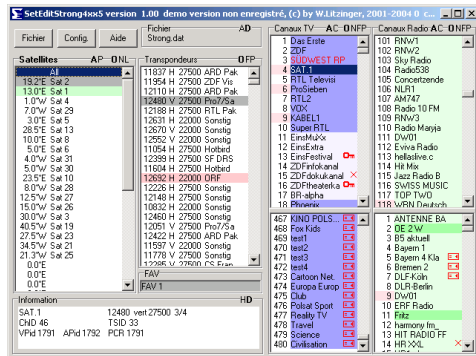 SetEditStrong4xx5 version 1.00 demo version non enregistré, (c) by W.Litzinger, 2001-2004 0 c...
Fichier
Config.
Aide
Fichier AD
Strong.dat
Satellites AP ONL
All
19.2°E Sat 2
13.0°E Sat 1
1.0°W Sat 4
7.0°W Sat 29
3.0°E Sat 5
28.5°E Sat 13
10.0°E Sat 8
5.0°E Sat 6
4.0°W Sat 31
5.0°W Sat 30
23.5°E Sat 10
8.0°W Sat 28
12.5°W Sat 27
15.0°W Sat 26
30.0°W Sat 3
40.5°W Sat 19
27.5°W Sat 23
34.5°W Sat 21
21.3°W Sat 25
0.0°E
0.0°E
0.0°E
Transpondeurs OFP
11837 H 27500 ARD Pak
11954 H 27500 ZDF Vis
12110 H 27500 ARD Pak
12480 V 27500 Pro7/Sa
12188 H 27500 RTL Pak
12631 H 22000 Sonstig
12670 V 22000 Sonstig
12552 V 22000 Sonstig
11054 H 27500 Hotbird
12399 H 27500 SF DRS
11604 H 27500 Hotbird
12692 H 22000 ORF
12226 H 27500 Sonstig
12148 H 27500 Sonstig
10832 H 22000 Sonstig
12460 H 27500 Sonstig
12051 V 27500 Pro7/Sa
12422 H 27500 ARD Pak
11597 V 22000 Sonstig
11778 V 27500 Sonstig
12285 V 27500 CS Fran
FAV
FAV 1
Canaux TV AC ONFP
1 Das Erste
2 ZDF
3 SÜDWEST RP
4 SAT.1
5 RTL Televisi
6 ProSieben
7 RTL2
8 VOX
9 KABEL1
10 Super RTL
11 EinsMuXx
12 EinsExtra
13 EinsFestival
14 ZDFinfokanal
15 ZDFdokukanal
16 ZDFtheaterka
17 BR-alpha
18 Phoenix
467 KINO POLS...
468 Fox Kids
469 test1
470 test2
471 test3
472 test4
473 Cartoon Net.
474 Europa Europ
475 Club
476 Polsat Sport
477 Reality TV
478 Travel
479 Science
480 Civilisation
Canaux Radio AC ONFP
101 RNW1
102 RNW2
103 Sky Radio
104 Radio538
105 Concertzende
106 NLR1
107 AM747
108 Radio 10 FM
109 RNW3
110 Radio Maryja
111 DW01
112 Eviva Radio
113 hellaslive.c
114 Hit Mix
115 Jazz Radio B
116 SWISS MUSIC
117 TOP TWO
118 WRN Deutsch
1 ANTENNE BA
2 OE 2 W
3 B5 aktuell
4 Bayern 1
5 Bayern 4 Kla
6 Bremen 2
7 DLF-Köln
8 DLR-Berlin
9 DW01
10 ERF Radio
11 Fritz
12 harmony fm_
13 HIT RADIO FF
14 HR XXL
Information HD
SAT.1 12480 vert 27500 3/4
ChID 46 TSID 33
VPid 1791 APid 1792 PCR 1791